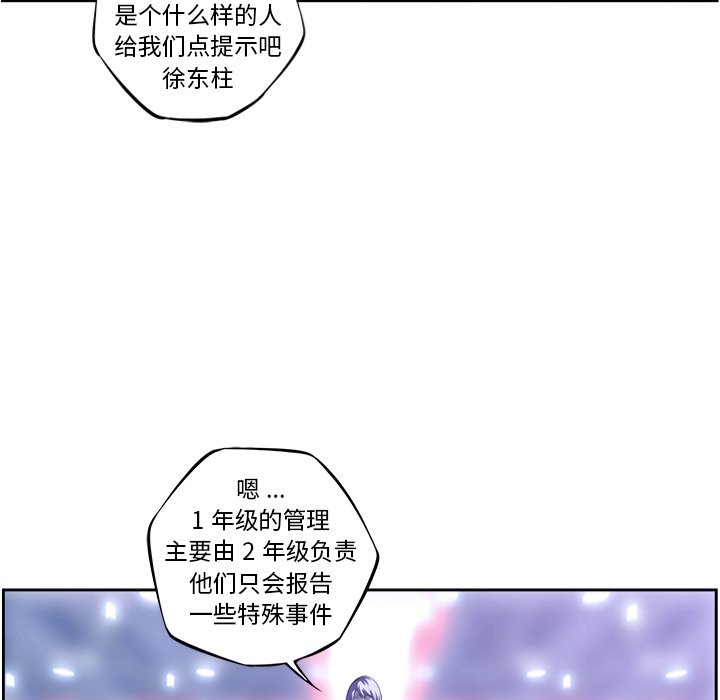 是个什么样的人
给我们点提示吧
徐东柱
嗯...
1年级的管理
主要由2年级负责
他们只会报告
一些特殊事件